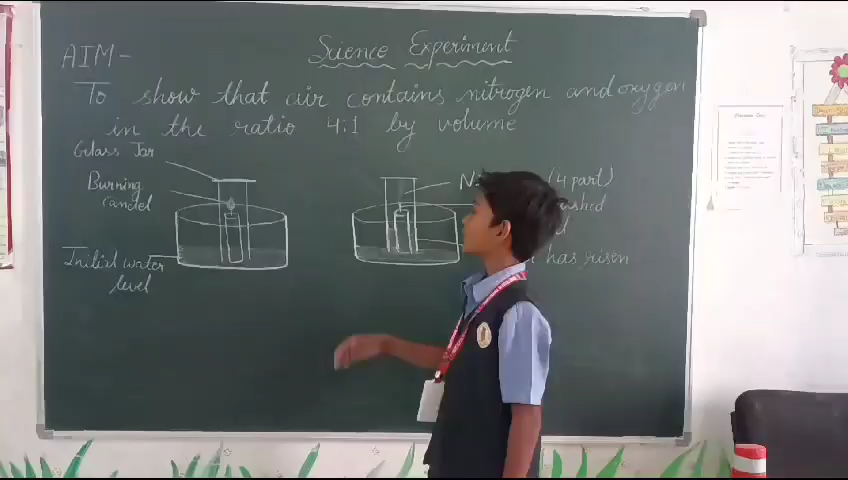 Science Experiment
AIM-
To show that air contains nitrogen and oxygen
in the ratio 4:1 by volume
Glass Jar
Burning
candel
Initial water
level
(4 part)
has risen